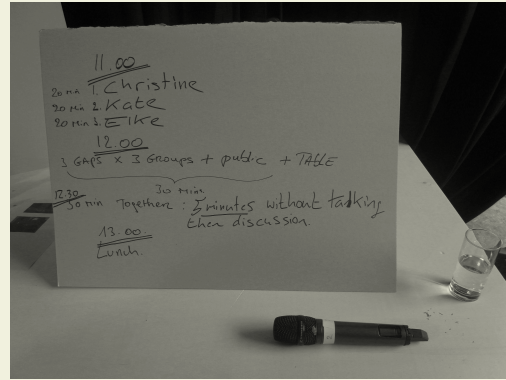 11.00
20 Min 1. Christine
20 Min 2. Kate
20 Min 3. Elke
12.00
3 GAPS x 3 Groups + public + TABLE
30 Min
12.30
30 Min Together : 5 minutes without talking
then discussion.
13.00.
Lunch.